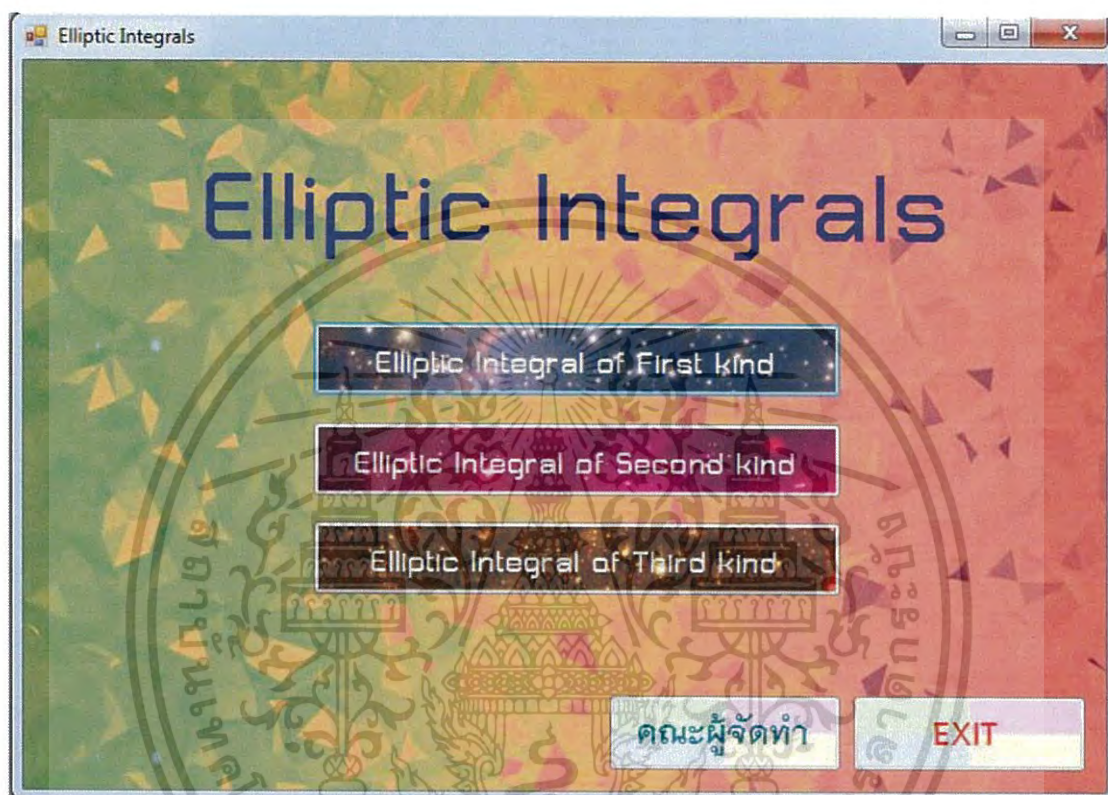 Elliptic Integrals
Elliptic Integrals
Elliptic Integral of First kind
Elliptic Integral of Second kind
Elliptic Integral of Third kind
คณะผู้จัดทำ
EXIT